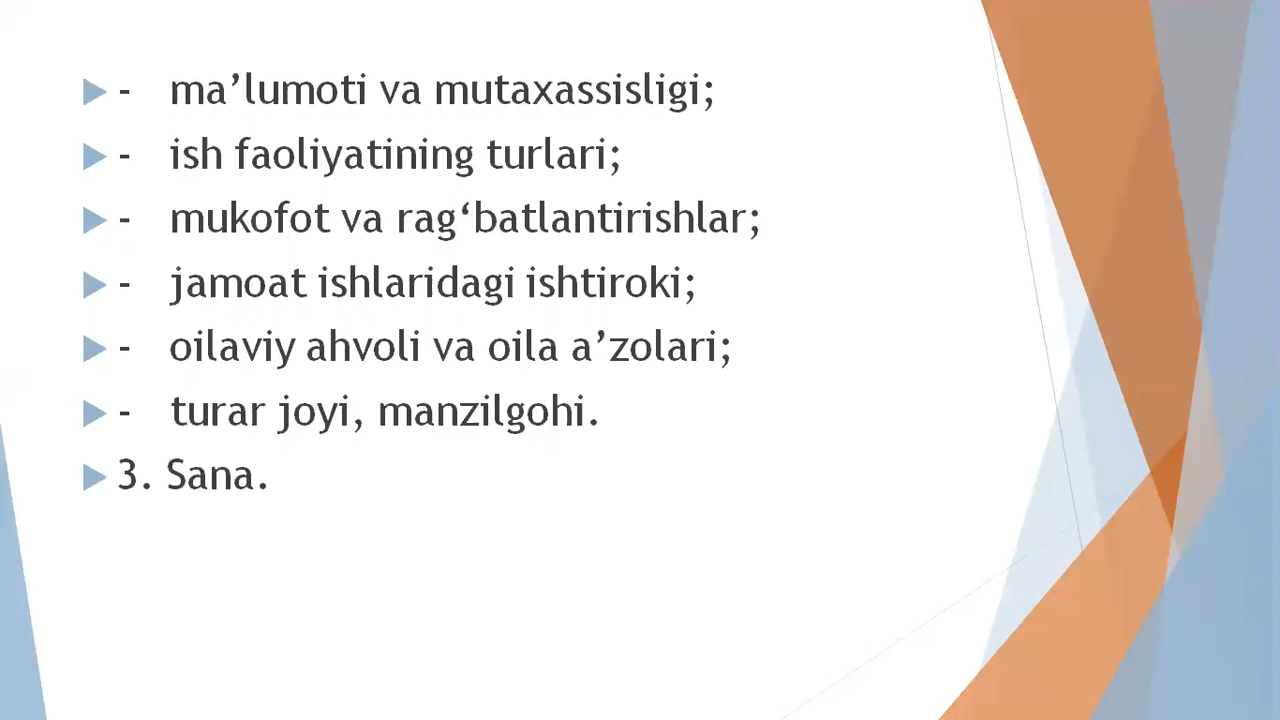 - ma’lumoti va mutaxassisligi;
- ish faoliyatining turlari;
- mukofot va rag‘batlantirishlar;
- jamoat ishlaridagi ishtiroki;
- oilaviy ahvoli va oila a’zolari;
- turar joyi, manzilgohi.
3. Sana.